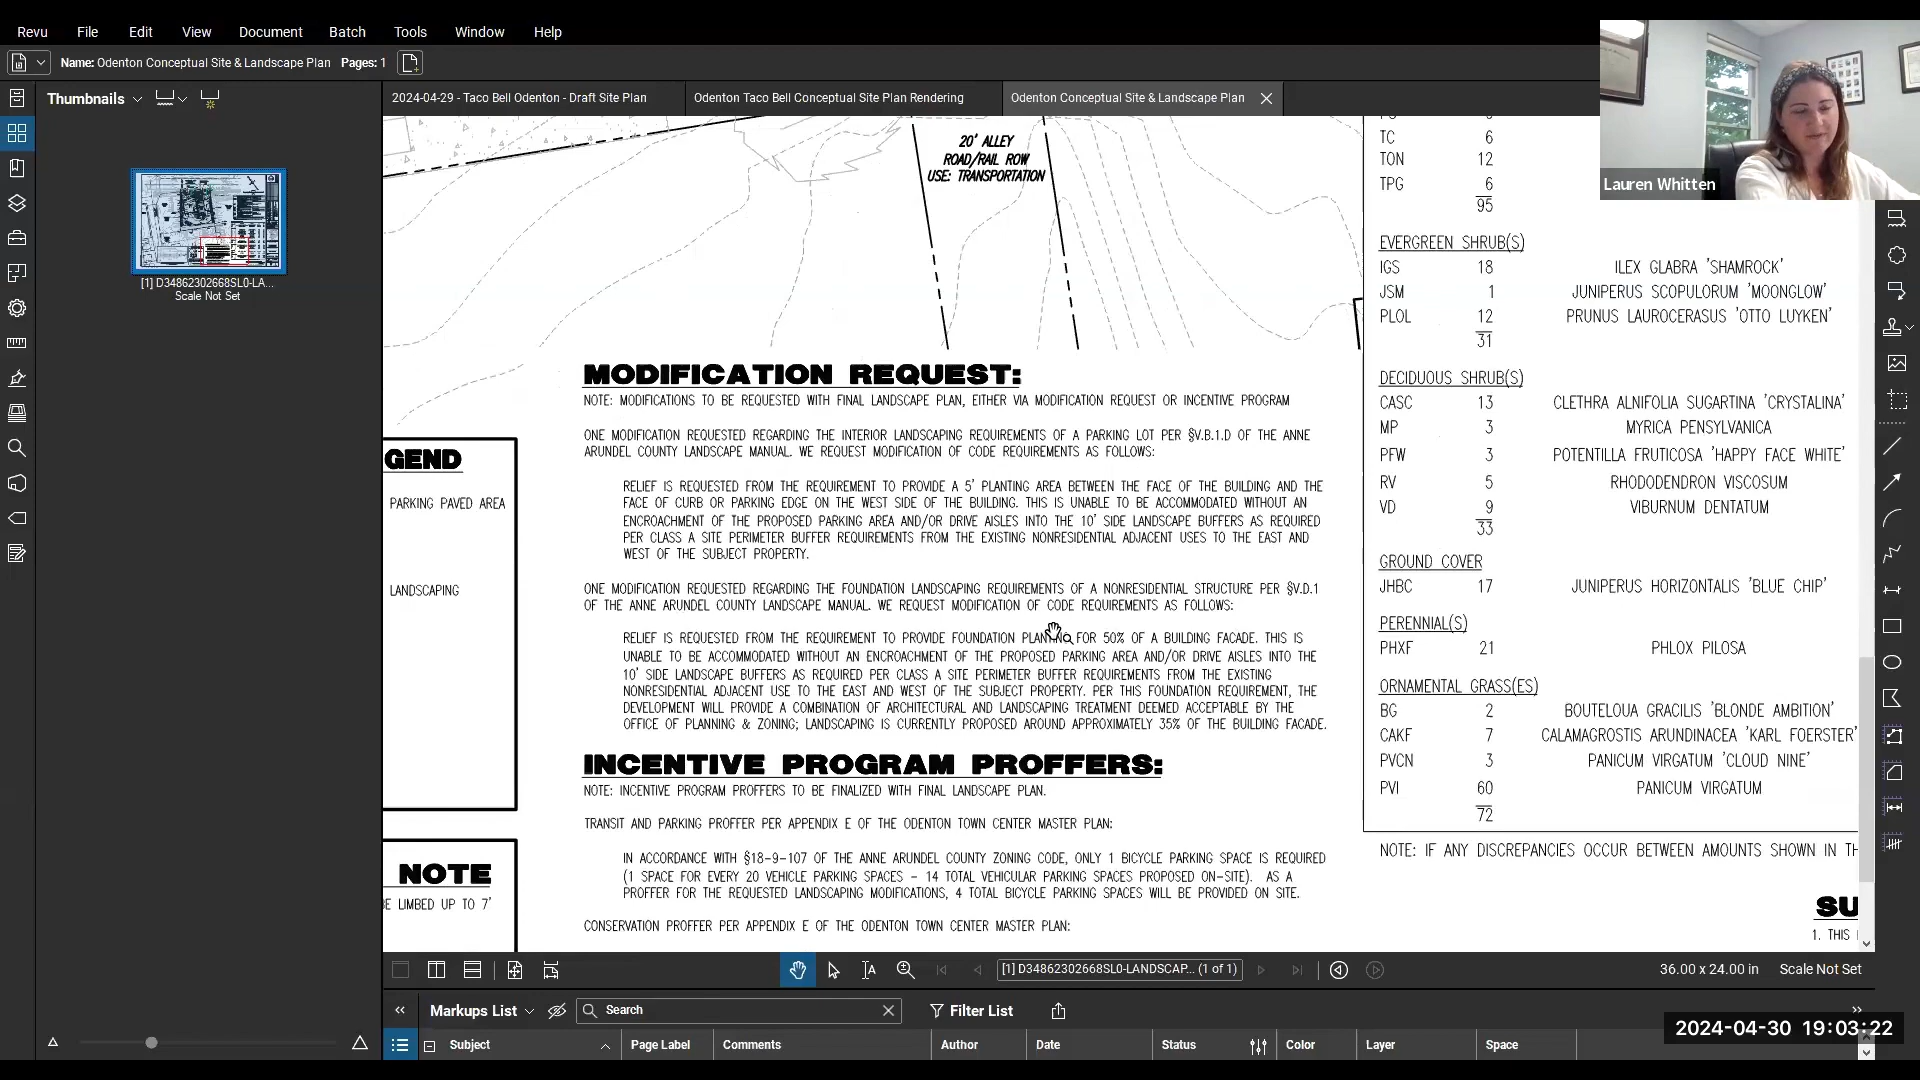 Revu File Edit View Document Batch Tools Window Help
Name: Odenton Conceptual Site & Landscape Plan Pages: 1
Thumbnails
2024-04-29 - Taco Bell Odenton - Draft Site Plan
Odenton Taco Bell Conceptual Site Plan Rendering
Odenton Conceptual Site & Landscape Plan
Lauren Whitten
[1] D34862302668SL0-LA...
Scale Not Set
20' ALLEY
ROAD/RAIL ROW
USE: TRANSPORTATION
MODIFICATION REQUEST:
NOTE: MODIFICATIONS TO BE REQUESTED WITH FINAL LANDSCAPE PLAN, EITHER VIA MODIFICATION REQUEST OR INCENTIVE PROGRAM
ONE MODIFICATION REQUESTED REGARDING THE INTERIOR LANDSCAPING REQUIREMENTS OF A PARKING LOT PER §V.B.1.D OF THE ANNE
ARUNDEL COUNTY LANDSCAPE MANUAL. WE REQUEST MODIFICATION OF CODE REQUIREMENTS AS FOLLOWS:
RELIEF IS REQUESTED FROM THE REQUIREMENT TO PROVIDE A 5' PLANTING AREA BETWEEN THE FACE OF THE BUILDING AND THE
FACE OF CURB OR PARKING EDGE ON THE WEST SIDE OF THE BUILDING. THIS IS UNABLE TO BE ACCOMMODATED WITHOUT AN
ENCROACHMENT OF THE PROPOSED PARKING AREA AND/OR DRIVE AISLES INTO THE 10' SIDE LANDSCAPE BUFFERS AS REQUIRED
PER CLASS A SITE PERIMETER BUFFER REQUIREMENTS FROM THE EXISTING NONRESIDENTIAL ADJACENT USES TO THE EAST AND
WEST OF THE SUBJECT PROPERTY.
ONE MODIFICATION REQUESTED REGARDING THE FOUNDATION LANDSCAPING REQUIREMENTS OF A NONRESIDENTIAL STRUCTURE PER §V.D.1
OF THE ANNE ARUNDEL COUNTY LANDSCAPE MANUAL. WE REQUEST MODIFICATION OF CODE REQUIREMENTS AS FOLLOWS:
RELIEF IS REQUESTED FROM THE REQUIREMENT TO PROVIDE FOUNDATION PLANTING FOR 50% OF A BUILDING FACADE. THIS IS
UNABLE TO BE ACCOMMODATED WITHOUT AN ENCROACHMENT OF THE PROPOSED PARKING AREA AND/OR DRIVE AISLES INTO THE
10' SIDE LANDSCAPE BUFFERS AS REQUIRED PER CLASS A SITE PERIMETER BUFFER REQUIREMENTS FROM THE EXISTING
NONRESIDENTIAL ADJACENT USE TO THE EAST AND WEST OF THE SUBJECT PROPERTY. PER THIS FOUNDATION REQUIREMENT, THE
DEVELOPMENT WILL PROVIDE A COMBINATION OF ARCHITECTURAL AND LANDSCAPING TREATMENT DEEMED ACCEPTABLE BY THE
OFFICE OF PLANNING & ZONING; LANDSCAPING IS CURRENTLY PROPOSED AROUND APPROXIMATELY 35% OF THE BUILDING FACADE.
INCENTIVE PROGRAM PROFFERS:
NOTE: INCENTIVE PROGRAM PROFFERS TO BE FINALIZED WITH FINAL LANDSCAPE PLAN.
TRANSIT AND PARKING PROFFER PER APPENDIX E OF THE ODENTON TOWN CENTER MASTER PLAN:
IN ACCORDANCE WITH §18-9-107 OF THE ANNE ARUNDEL COUNTY ZONING CODE, ONLY 1 BICYCLE PARKING SPACE IS REQUIRED
(1 SPACE FOR EVERY 20 VEHICLE PARKING SPACES - 14 TOTAL VEHICULAR PARKING SPACES PROPOSED ON-SITE). AS A
PROFFER FOR THE REQUESTED LANDSCAPING MODIFICATIONS, 4 TOTAL BICYCLE PARKING SPACES WILL BE PROVIDED ON SITE.
CONSERVATION PROFFER PER APPENDIX E OF THE ODENTON TOWN CENTER MASTER PLAN:
GEND
PARKING PAVED AREA
LANDSCAPING
NOTE
BE LIMBED UP TO 7'
TC 6
TON 12
TPG 6
95
EVERGREEN SHRUB(S)
IGS 18 ILEX GLABRA 'SHAMROCK'
JSM 1 JUNIPERUS SCOPULORUM 'MOONGLOW'
PLOL 12 PRUNUS LAUROCERASUS 'OTTO LUYKEN'
31
DECIDUOUS SHRUB(S)
CASC 13 CLETHRA ALNIFOLIA SUGARTINA 'CRYSTALINA'
MP 3 MYRICA PENSYLVANICA
PFW 3 POTENTILLA FRUTICOSA 'HAPPY FACE WHITE'
RV 5 RHODODENDRON VISCOSUM
VD 9 VIBURNUM DENTATUM
33
GROUND COVER
JHBC 17 JUNIPERUS HORIZONTALIS 'BLUE CHIP'
PERENNIAL(S)
PHXF 21 PHLOX PILOSA
ORNAMENTAL GRASS(ES)
BG 2 BOUTELOUA GRACILIS 'BLONDE AMBITION'
CAKF 7 CALAMAGROSTIS ARUNDINACEA 'KARL FOERSTER'
PVCN 3 PANICUM VIRGATUM 'CLOUD NINE'
PVI 60 PANICUM VIRGATUM
72
NOTE: IF ANY DISCREPANCIES OCCUR BETWEEN AMOUNTS SHOWN IN TH
SU
1. THIS
[1] D34862302668SL0-LANDSCAP... (1 of 1)
36.00 x 24.00 in Scale Not Set
Markups List Search Filter List
2024-04-30 19:03:22
Subject Page Label Comments Author Date Status Color Layer Space